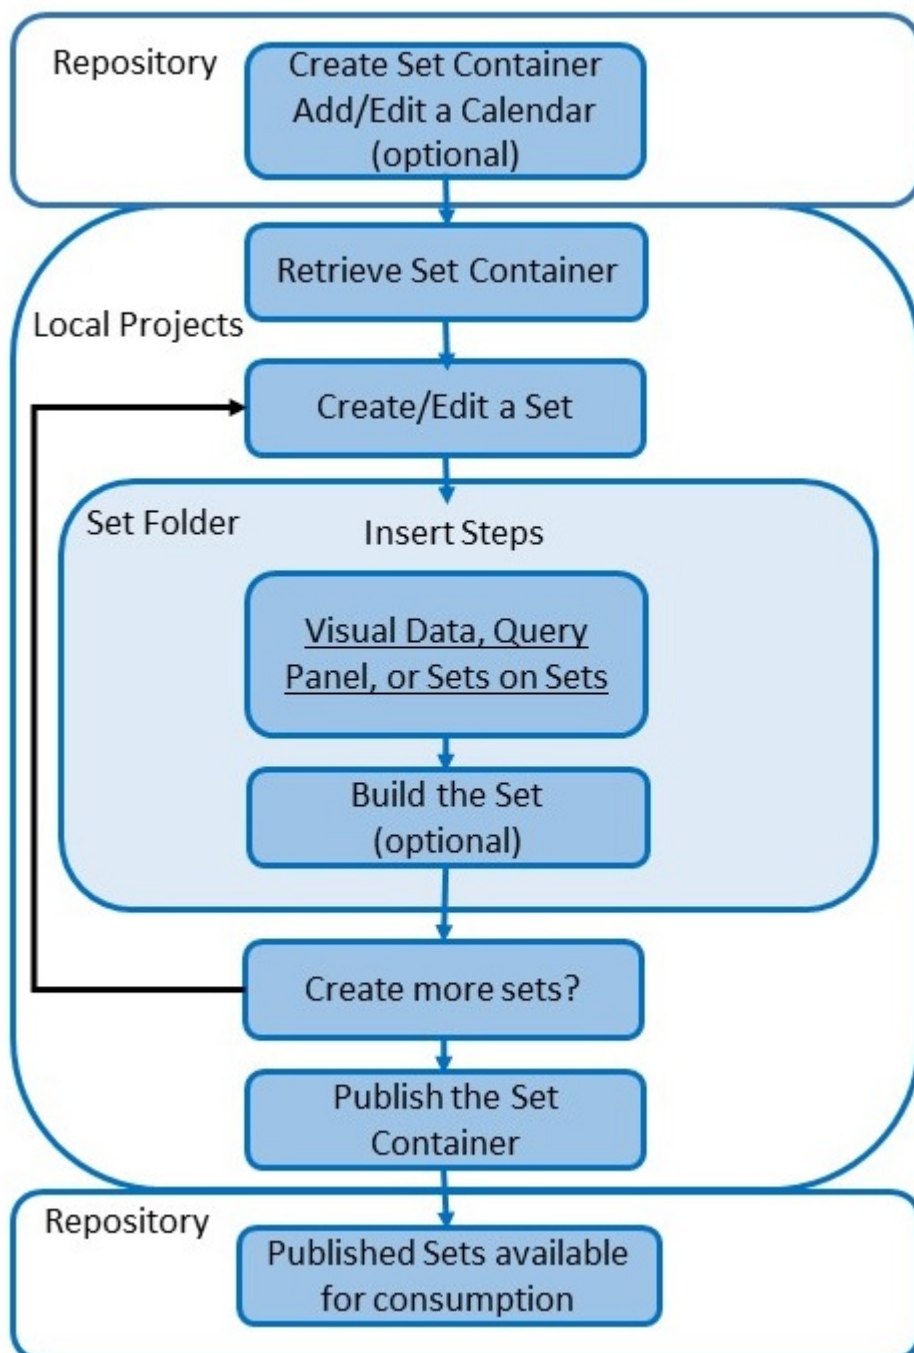 Repository
Create Set Container
Add/Edit a Calendar
(optional)
Retrieve Set Container
Local Projects
Create/Edit a Set
Set Folder
Insert Steps
Visual Data, Query
Panel, or Sets on Sets
Build the Set
(optional)
Create more sets?
Publish the Set
Container
Repository
Published Sets available
for consumption